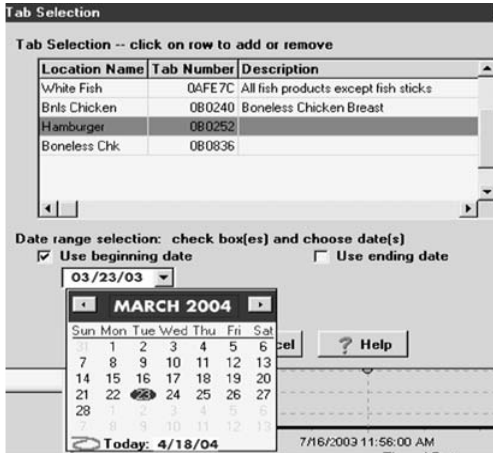 Tab Selection
Tab Selection -- click on row to add or remove
Location Name Tab Number Description
White Fish 0AFE7C All fish products except fish sticks
Bnls Chicken 0B0240 Boneless Chicken Breast
Hamburger 0B0252
Boneless Chk 0B0836
Date range selection: check box(es) and choose date(s)
Use beginning date Use ending date
03/23/03
MARCH 2004
Sun Mon Tue Wed Thu Fri Sat
31 1 2 3 4 5 6
7 8 9 10 11 12 13
14 15 16 17 18 19 20
21 22 23 24 25 26 27
28 1 2 3 4 5 6
7 8 9 10 11 12 13
Today: 4/18/04
? Help
7/16/2003 11:56:00 AM